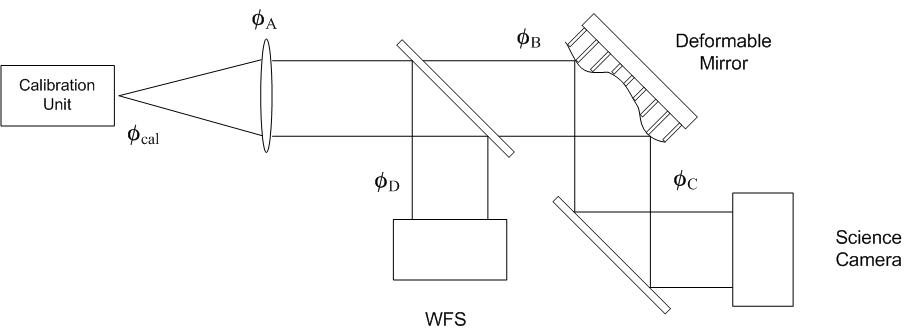 ϕA
ϕB
Deformable
Mirror
Calibration
Unit
ϕcal
ϕD
ϕC
Science
Camera
WFS